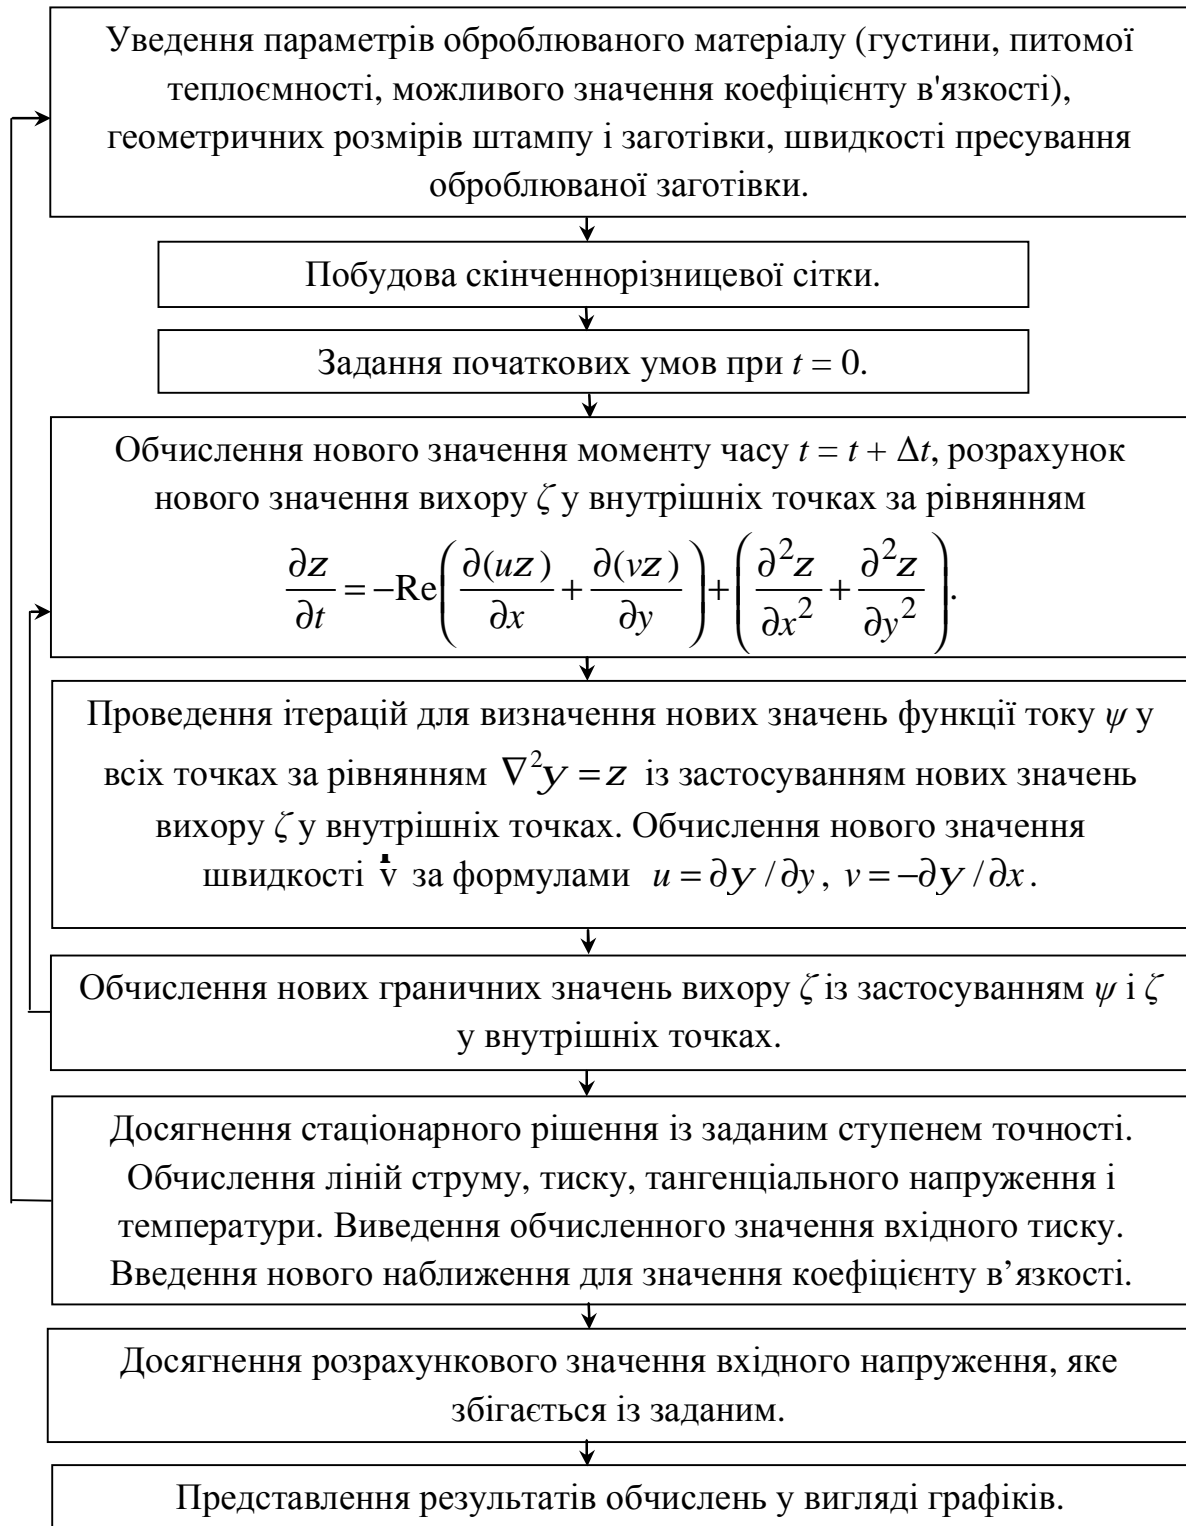 Уведення параметрів оброблюваного матеріалу (густини, питомої
теплоємності, можливого значення коефіцієнту в'язкості),
геометричних розмірів штампу і заготівки, швидкості пресування
оброблюваної заготівки.
Побудова скінченнорізницевої сітки.
Задання початкових умов при t = 0.
Обчислення нового значення моменту часу t = t + Δt, розрахунок
нового значення вихору ζ у внутрішніх точках за рівнянням
∂z/∂t = −Re(∂(uz)/∂x + ∂(vz)/∂y) + (∂²z/∂x² + ∂²z/∂y²).
Проведення ітерацій для визначення нових значень функції току ψ у
всіх точках за рівнянням ∇²y = z із застосуванням нових значень
вихору ζ у внутрішніх точках. Обчислення нового значення
швидкості v за формулами u = ∂y / ∂y, v = −∂y / ∂x.
Обчислення нових граничних значень вихору ζ із застосуванням ψ і ζ
у внутрішніх точках.
Досягнення стаціонарного рішення із заданим ступенем точності.
Обчислення ліній струму, тиску, тангенціального напруження і
температури. Виведення обчисленного значення вхідного тиску.
Введення нового наближення для значення коефіцієнту в’язкості.
Досягнення розрахункового значення вхідного напруження, яке
збігається із заданим.
Представлення результатів обчислень у вигляді графіків.